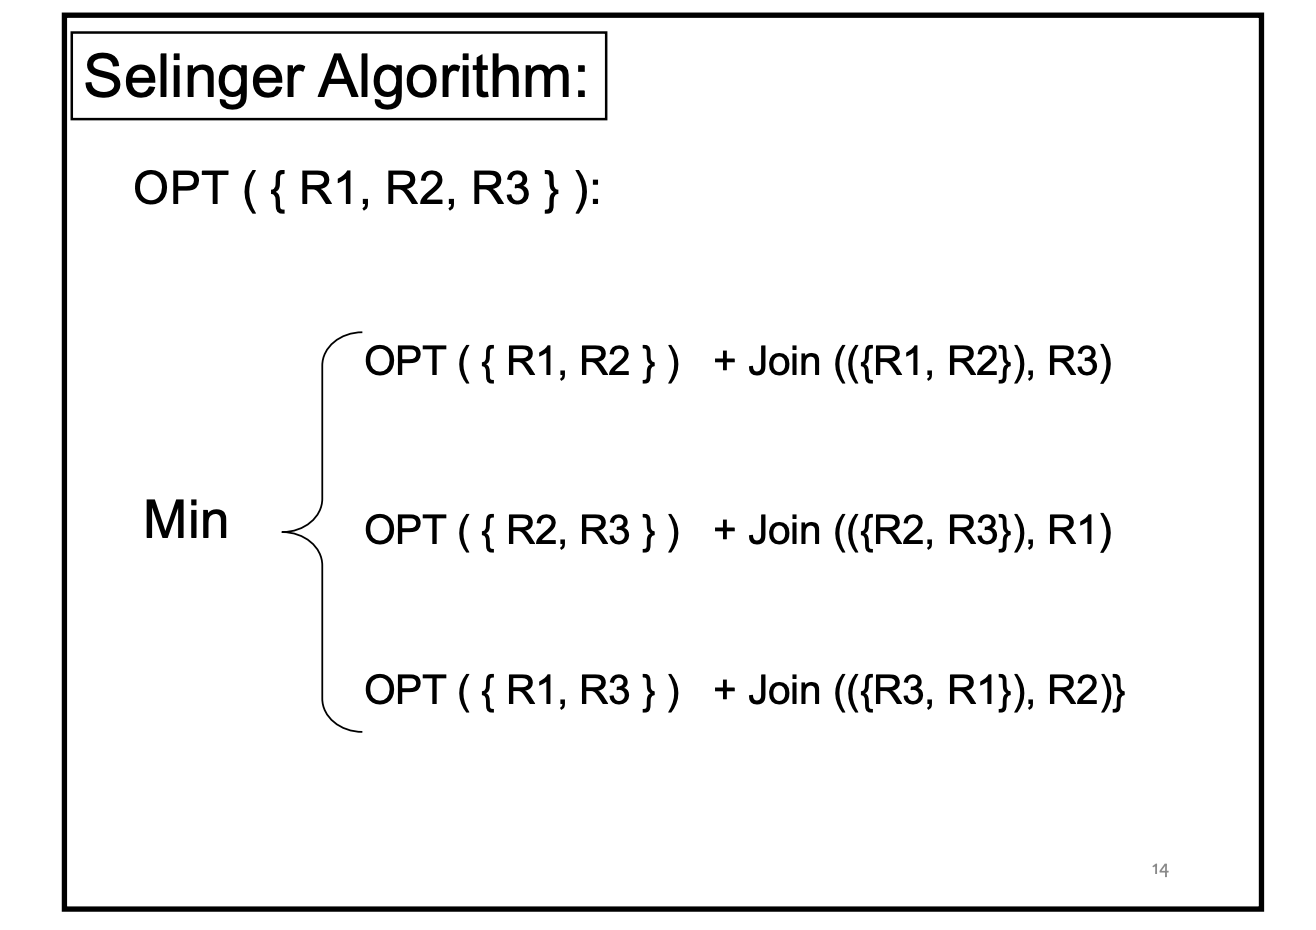 Selinger Algorithm:
OPT ( { R1, R2, R3 } ):
OPT ( { R1, R2 } ) + Join (({R1, R2}), R3)
Min
OPT ( { R2, R3 } ) + Join (({R2, R3}), R1)
OPT ( { R1, R3 } ) + Join (({R3, R1}), R2)}
14